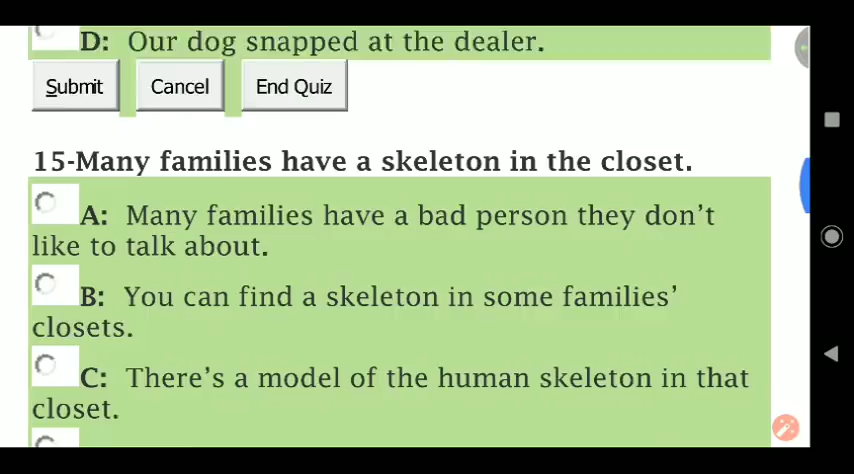 D: Our dog snapped at the dealer.
Submit Cancel End Quiz
15-Many families have a skeleton in the closet.
A: Many families have a bad person they don’t
like to talk about.
B: You can find a skeleton in some families’
closets.
C: There’s a model of the human skeleton in that
closet.